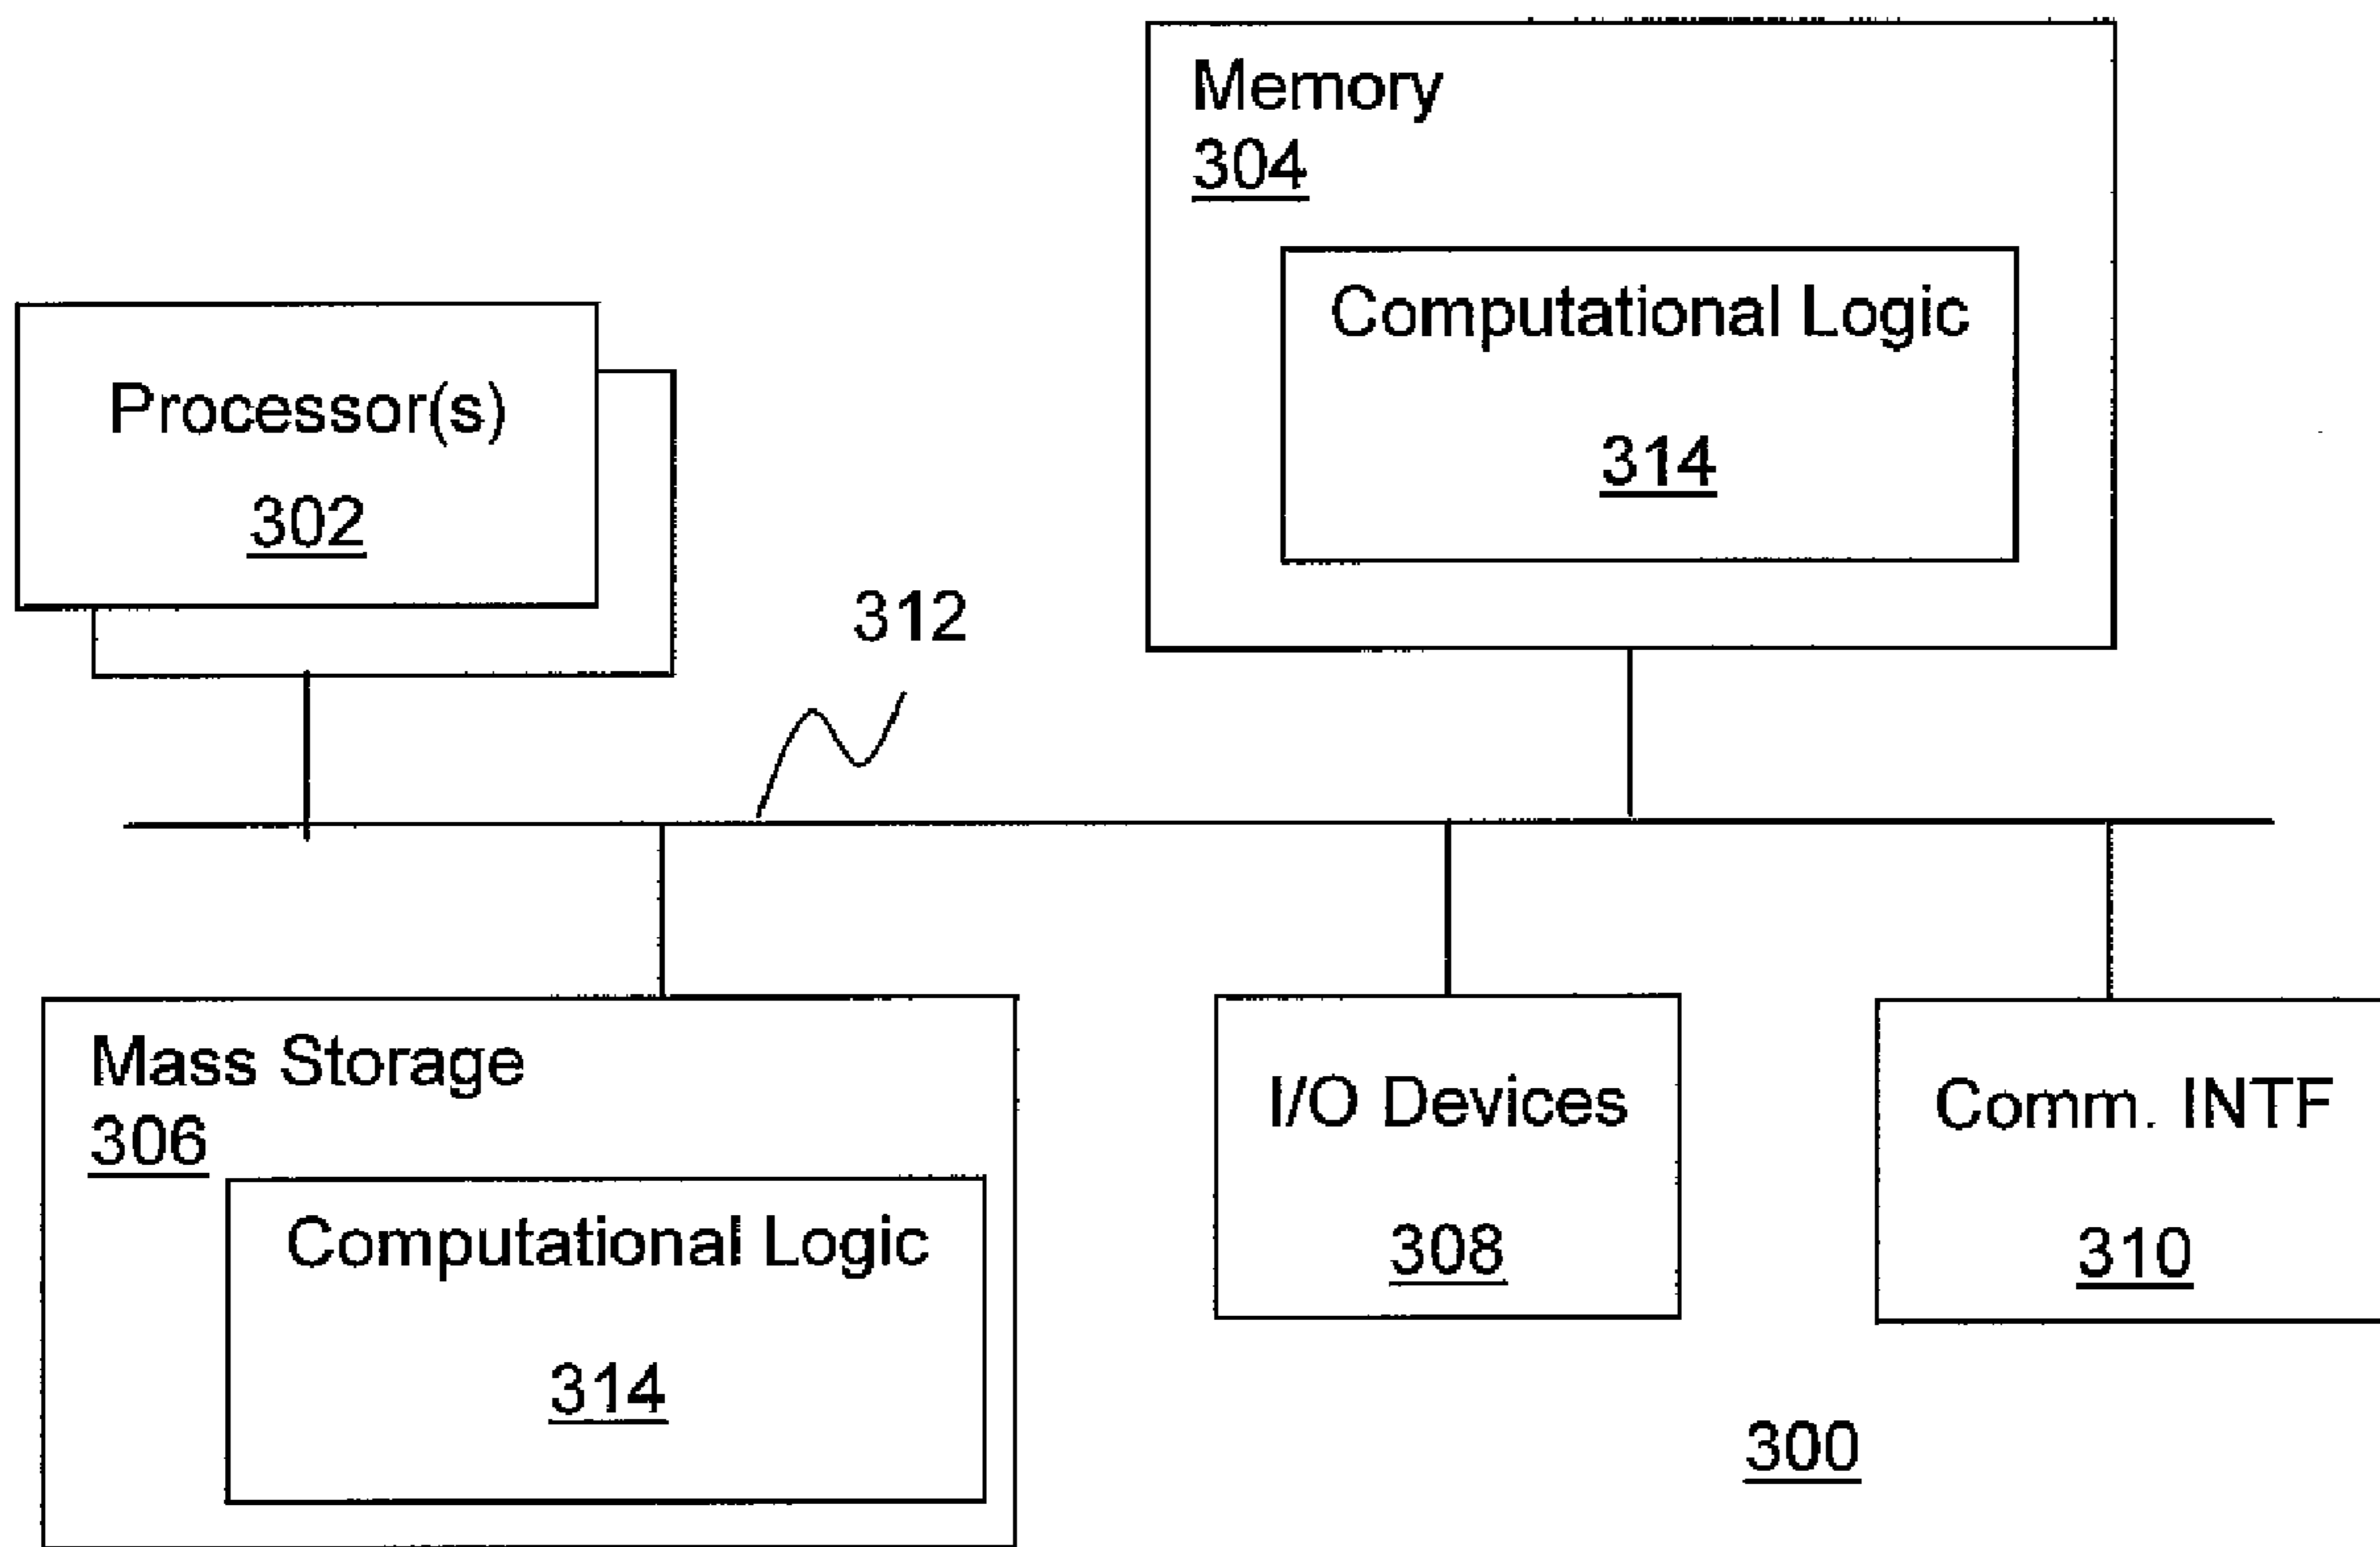 Memory
304
Computational Logic
314
Processor(s)
302
312
Mass Storage
306
Computational Logic
314
I/O Devices
308
Comm. INTF
310
300